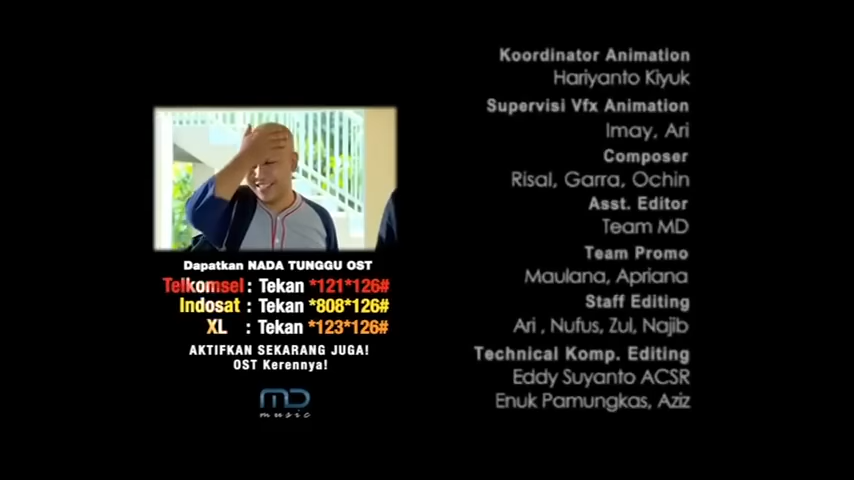 Koordinator Animation
Hariyanto Kiyuk
Supervisi Vfx Animation
Imay, Ari
Composer
Risal, Garra, Ochin
Asst. Editor
Team MD
Team Promo
Maulana, Apriana
Staff Editing
Ari , Nufus, Zul, Najib
Technical Komp. Editing
Eddy Suyanto ACSR
Enuk Pamungkas, Aziz
Dapatkan NADA TUNGGU OST
Telkomsel : Tekan *121*126#
Indosat : Tekan *808*126#
XL : Tekan *123*126#
AKTIFKAN SEKARANG JUGA!
OST Kerennya!
MD
music